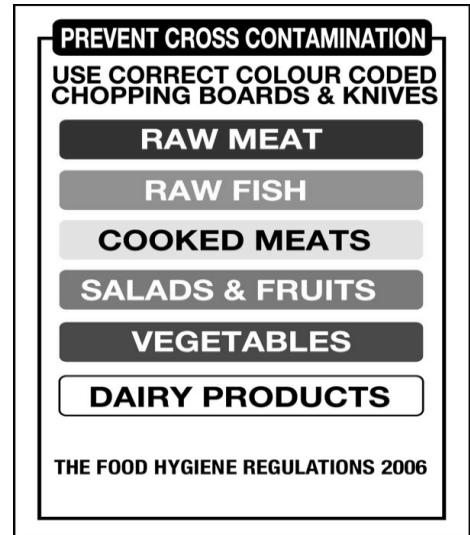 PREVENT CROSS CONTAMINATION
USE CORRECT COLOUR CODED
CHOPPING BOARDS & KNIVES
RAW MEAT
RAW FISH
COOKED MEATS
SALADS & FRUITS
VEGETABLES
DAIRY PRODUCTS
THE FOOD HYGIENE REGULATIONS 2006